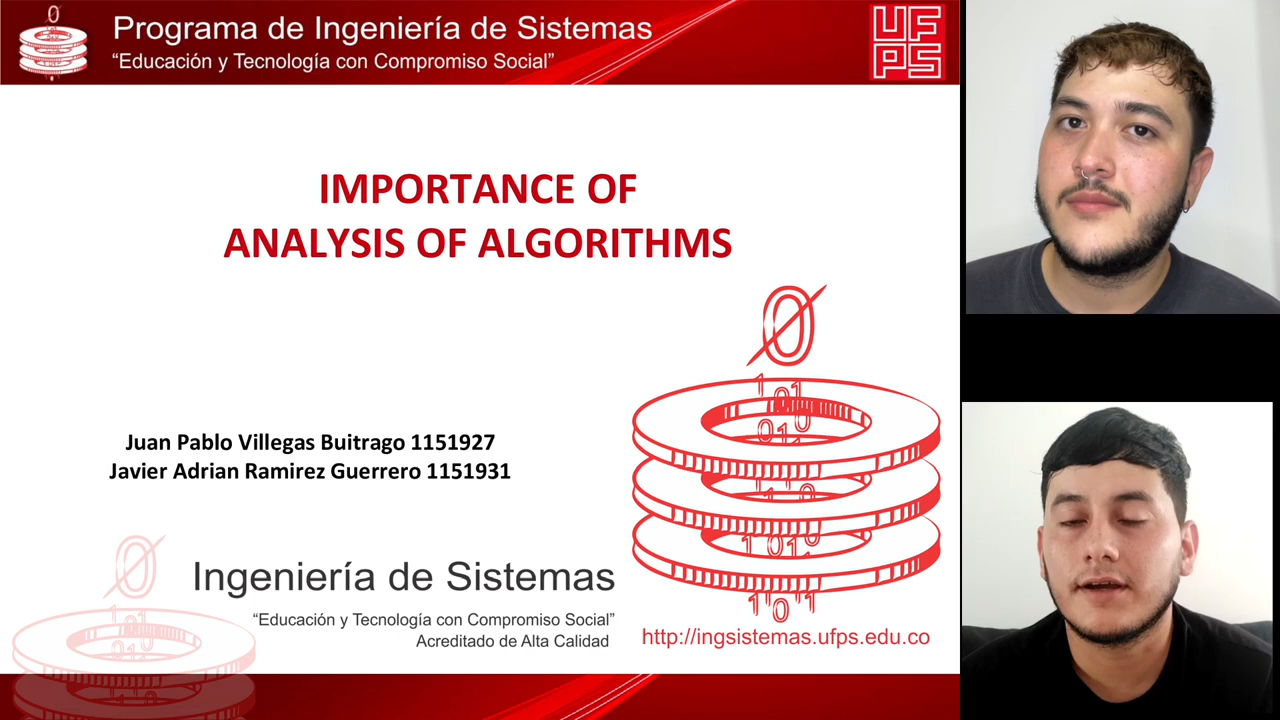 Programa de Ingeniería de Sistemas
“Educación y Tecnología con Compromiso Social”
UF
PS
IMPORTANCE OF
ANALYSIS OF ALGORITHMS
Juan Pablo Villegas Buitrago 1151927
Javier Adrian Ramirez Guerrero 1151931
Ingeniería de Sistemas
“Educación y Tecnología con Compromiso Social”
Acreditado de Alta Calidad
http://ingsistemas.ufps.edu.co